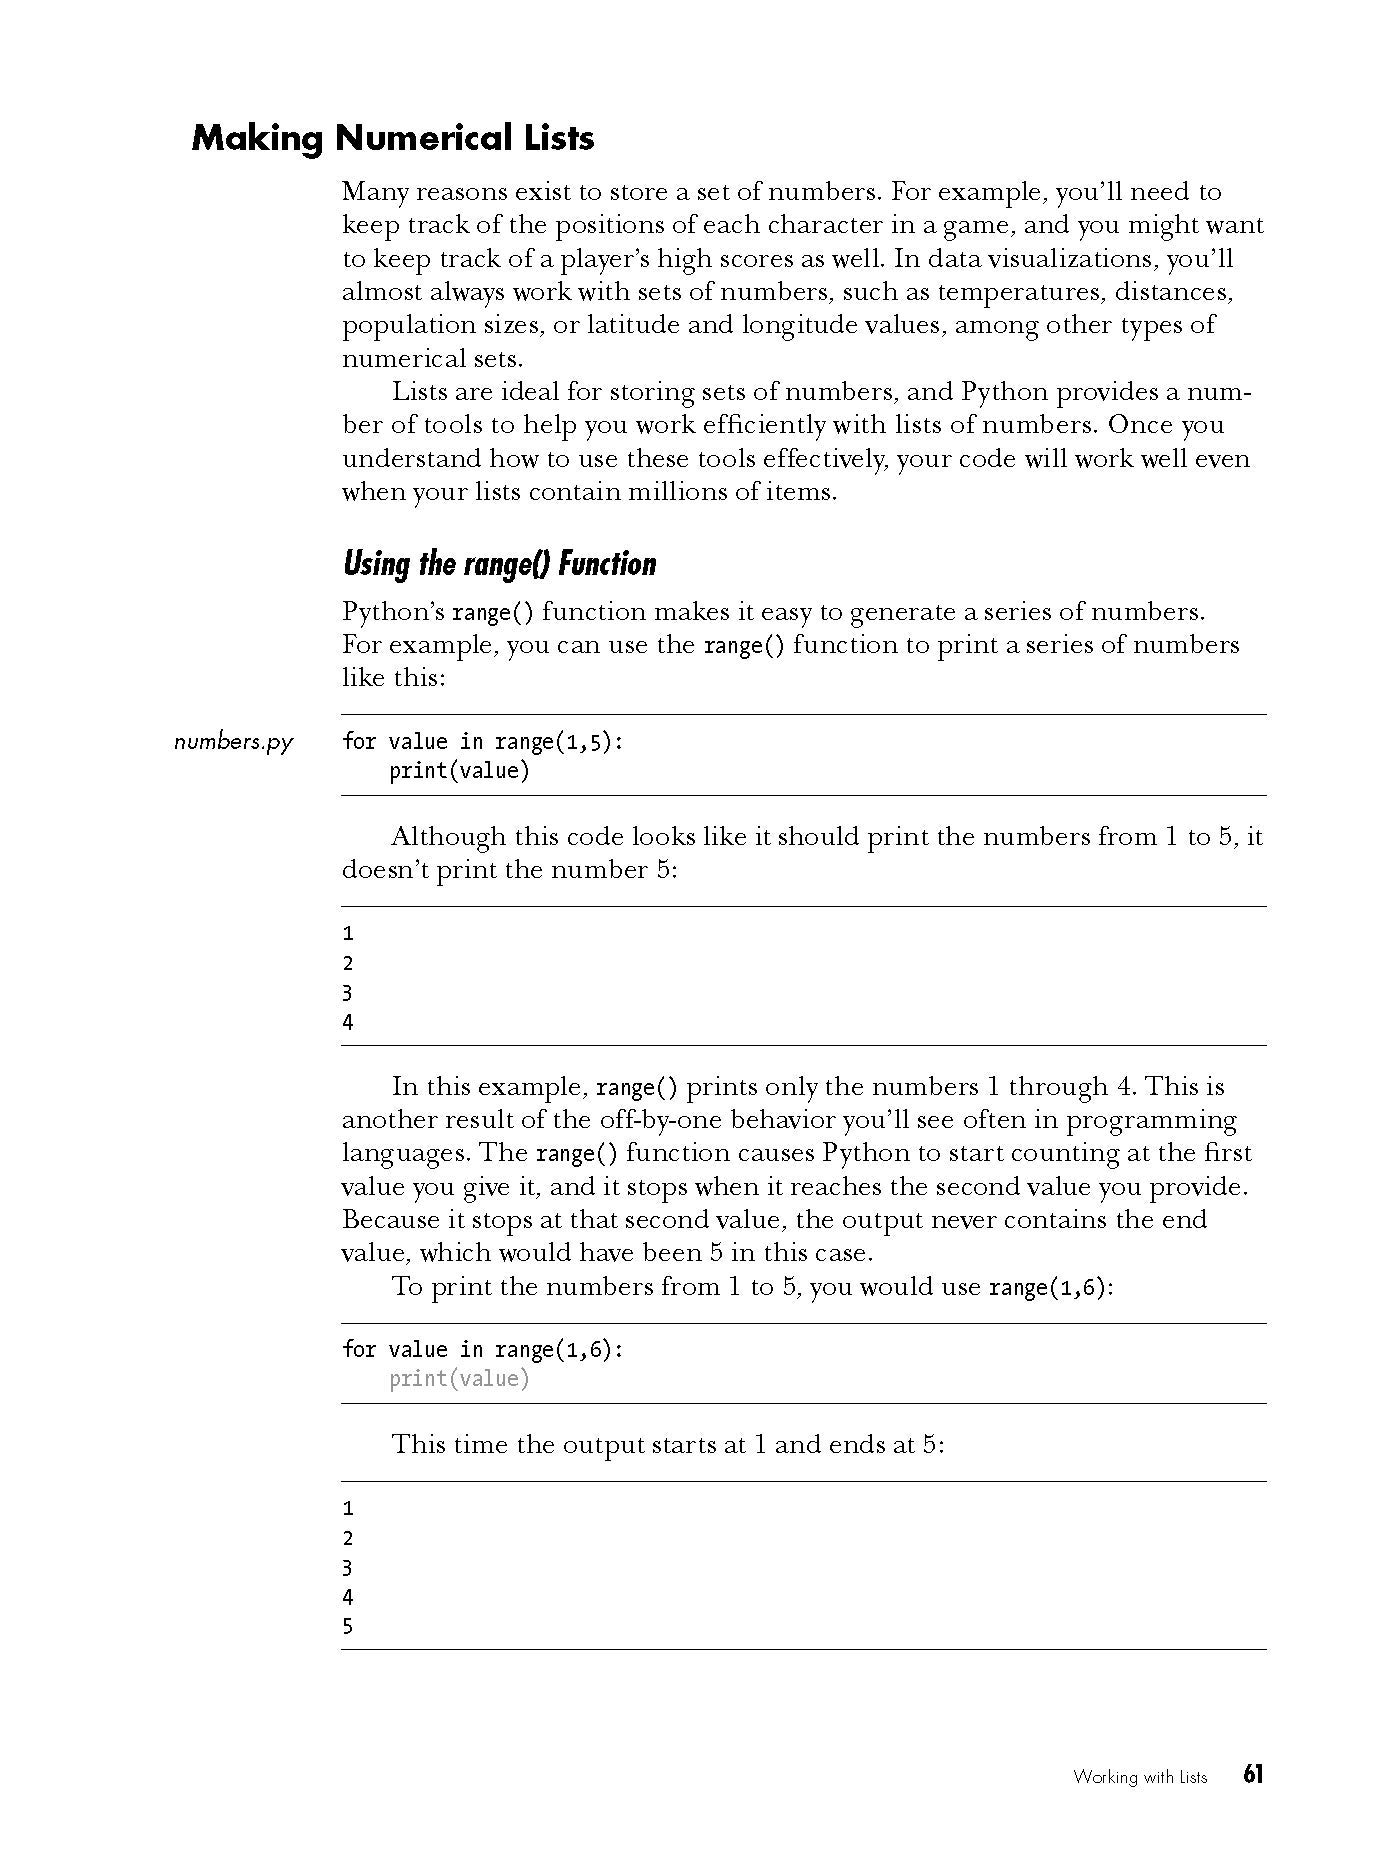 Making Numerical Lists
Many reasons exist to store a set of numbers. For example, you’ll need to
keep track of the positions of each character in a game, and you might want
to keep track of a player’s high scores as well. In data visualizations, you’ll
almost always work with sets of numbers, such as temperatures, distances,
population sizes, or latitude and longitude values, among other types of
numerical sets.
Lists are ideal for storing sets of numbers, and Python provides a num-
ber of tools to help you work efficiently with lists of numbers. Once you
understand how to use these tools effectively, your code will work well even
when your lists contain millions of items.
Using the range() Function
Python’s range() function makes it easy to generate a series of numbers.
For example, you can use the range() function to print a series of numbers
like this:
numbers.py for value in range(1,5):
    print(value)
Although this code looks like it should print the numbers from 1 to 5, it
doesn’t print the number 5:
1
2
3
4
In this example, range() prints only the numbers 1 through 4. This is
another result of the off-by-one behavior you’ll see often in programming
languages. The range() function causes Python to start counting at the first
value you give it, and it stops when it reaches the second value you provide.
Because it stops at that second value, the output never contains the end
value, which would have been 5 in this case.
To print the numbers from 1 to 5, you would use range(1,6):
for value in range(1,6):
    print(value)
This time the output starts at 1 and ends at 5:
1
2
3
4
5
Working with Lists 61